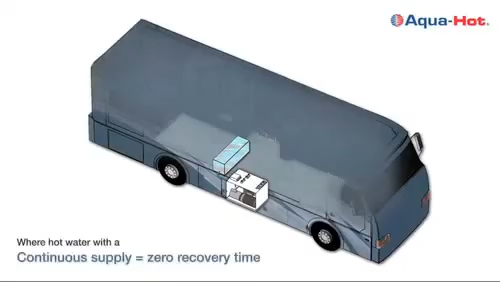 Aqua-Hot
Where hot water with a
Continuous supply = zero recovery time